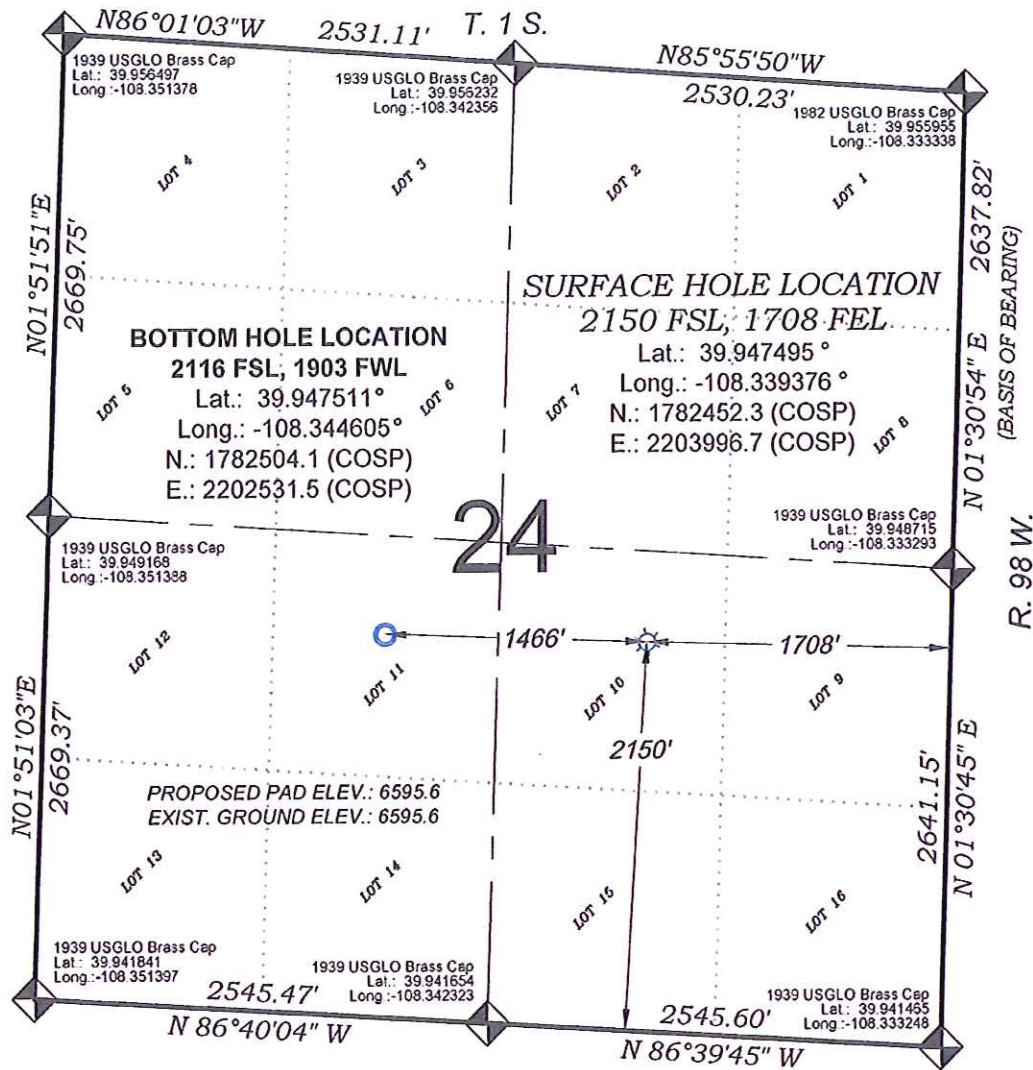 T. 1 S.
N86°01'03"W 2531.11'
N85°55'50"W
2530.23'
1939 USGLO Brass Cap
Lat.: 39.956497
Long:-108.351378
1939 USGLO Brass Cap
Lat.: 39.956232
Long:-108.342356
1982 USGLO Brass Cap
Lat.: 39.955955
Long.:-108.333338
LOT 4
LOT 3
LOT 2
LOT 1
N01°51'51"E
2669.75'
2637.82'
N 01°30'54" E
(BASIS OF BEARING)
BOTTOM HOLE LOCATION
2116 FSL, 1903 FWL
Lat.: 39.947511°
Long.: -108.344605°
N.: 1782504.1 (COSP)
E.: 2202531.5 (COSP)
SURFACE HOLE LOCATION
2150 FSL, 1708 FEL
Lat.: 39.947495 °
Long.: -108.339376 °
N.: 1782452.3 (COSP)
E.: 2203996.7 (COSP)
LOT 5
LOT 6
LOT 7
LOT 8
24
1939 USGLO Brass Cap
Lat.: 39.949168
Long.:-108.351388
1939 USGLO Brass Cap
Lat.: 39.948715
Long.:-108.333293
R. 98 W.
LOT 12
LOT 11
LOT 10
LOT 9
1466'
1708'
2150'
N01°51'03"E
2669.37'
2641.15'
N 01°30'45" E
PROPOSED PAD ELEV.: 6595.6
EXIST. GROUND ELEV.: 6595.6
LOT 13
LOT 14
LOT 15
LOT 16
1939 USGLO Brass Cap
Lat.: 39.941841
Long.:-108.351397
1939 USGLO Brass Cap
Lat.: 39.941654
Long.:-108.342323
1939 USGLO Brass Cap
Lat.: 39.941465
Long.:-108.333248
2545.47'
N 86°40'04" W
2545.60'
N 86°39'45" W